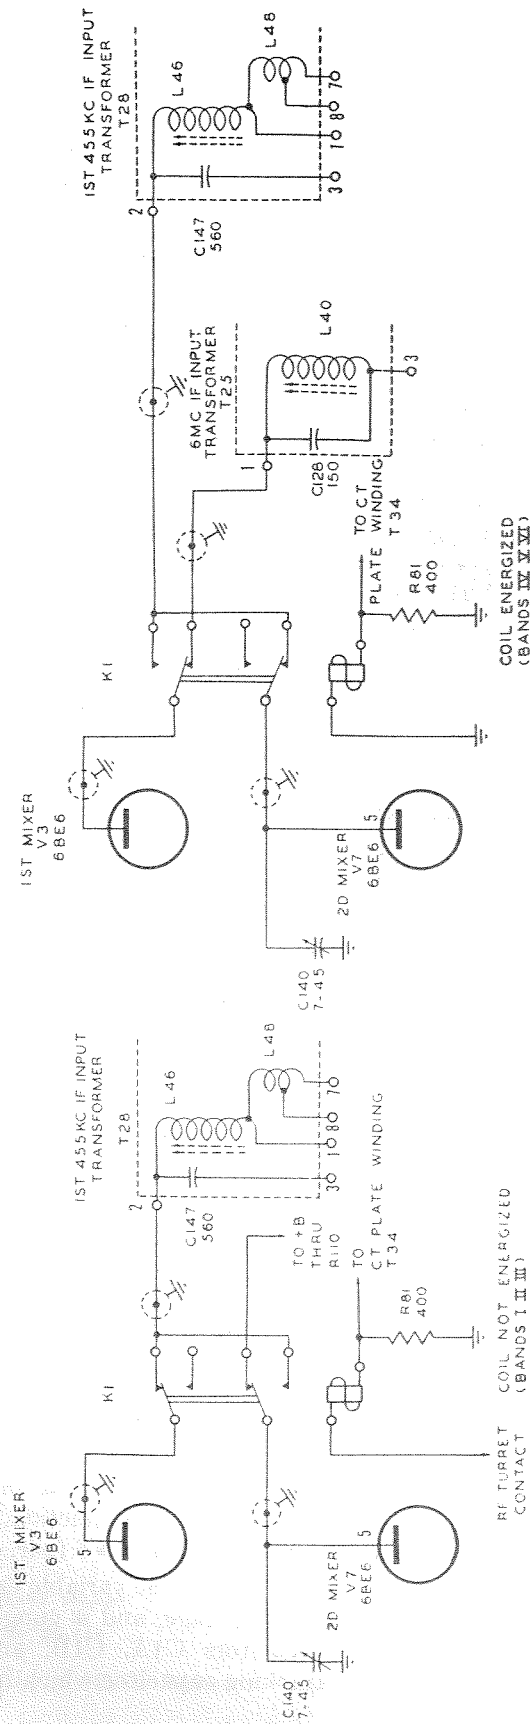 1ST MIXER
V3
6BE6
K1
1ST 455KC IF INPUT
TRANSFORMER
T28
2
L46
C147
560
L48
3
1
8
7
6MC IF INPUT
TRANSFORMER
T25
1
L40
C128
150
3
C140
7-45
2D MIXER
V7
6BE6
5
TO CT
PLATE WINDING
T34
R81
400
COIL ENERGIZED
(BANDS IV V VI)
1ST MIXER
V3
6BE6
5
K1
1ST 455KC IF INPUT
TRANSFORMER
T28
2
L46
C147
560
L48
3
1
8
7
TO +B
THRU
R110
C140
7-45
2D MIXER
V7
6BE6
5
TO
CT PLATE WINDING
T34
R81
400
RF TURRET
CONTACT
COIL NOT ENERGIZED
(BANDS I II III)